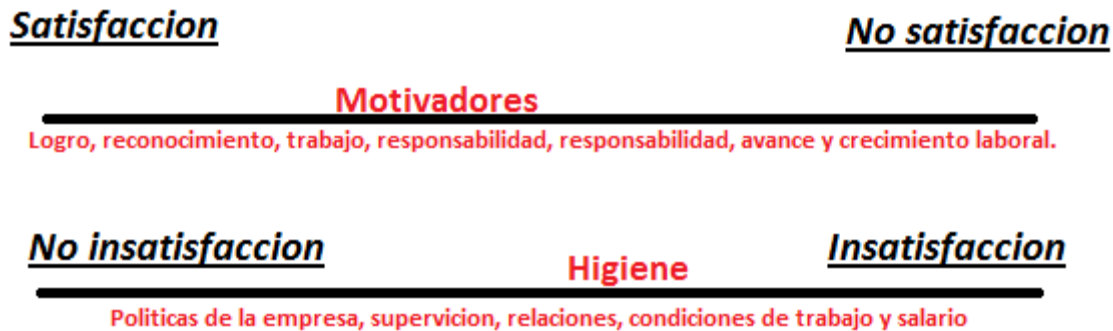 Satisfaccion
No satisfaccion
Motivadores
Logro, reconocimiento, trabajo, responsabilidad, responsabilidad, avance y crecimiento laboral.
No insatisfaccion
Insatisfaccion
Higiene
Politicas de la empresa, supervicion, relaciones, condiciones de trabajo y salario